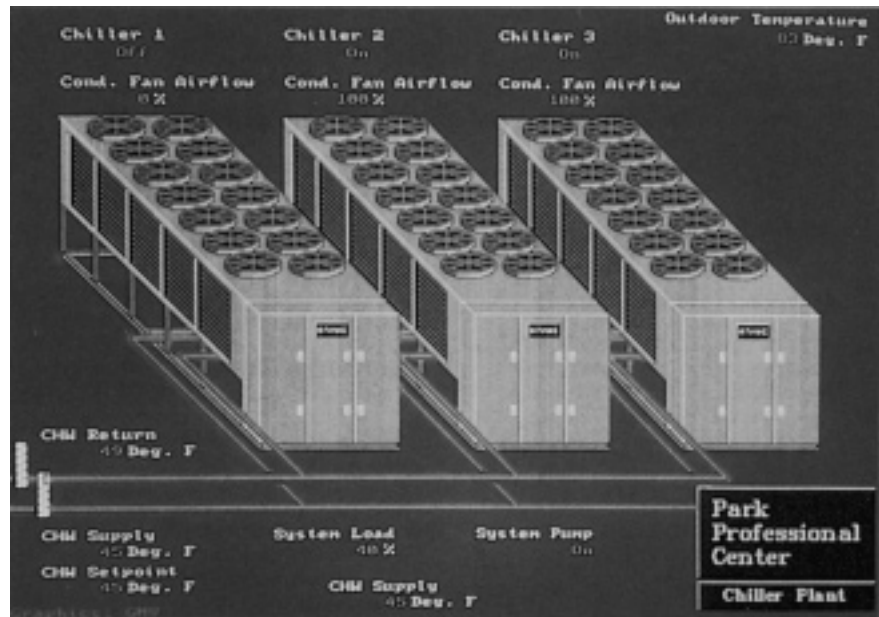 Outdoor Temperature
83 Deg. F
Chiller 1
Off
Chiller 2
On
Chiller 3
On
Cond. Fan Airflow
0 %
Cond. Fan Airflow
100 %
Cond. Fan Airflow
100 %
CHW Return
49 Deg. F
CHW Supply
45 Deg. F
CHW Setpoint
45 Deg. F
System Load
40 %
System Pump
On
CHW Supply
45 Deg. F
Park
Professional
Center
Chiller Plant
Graphics: